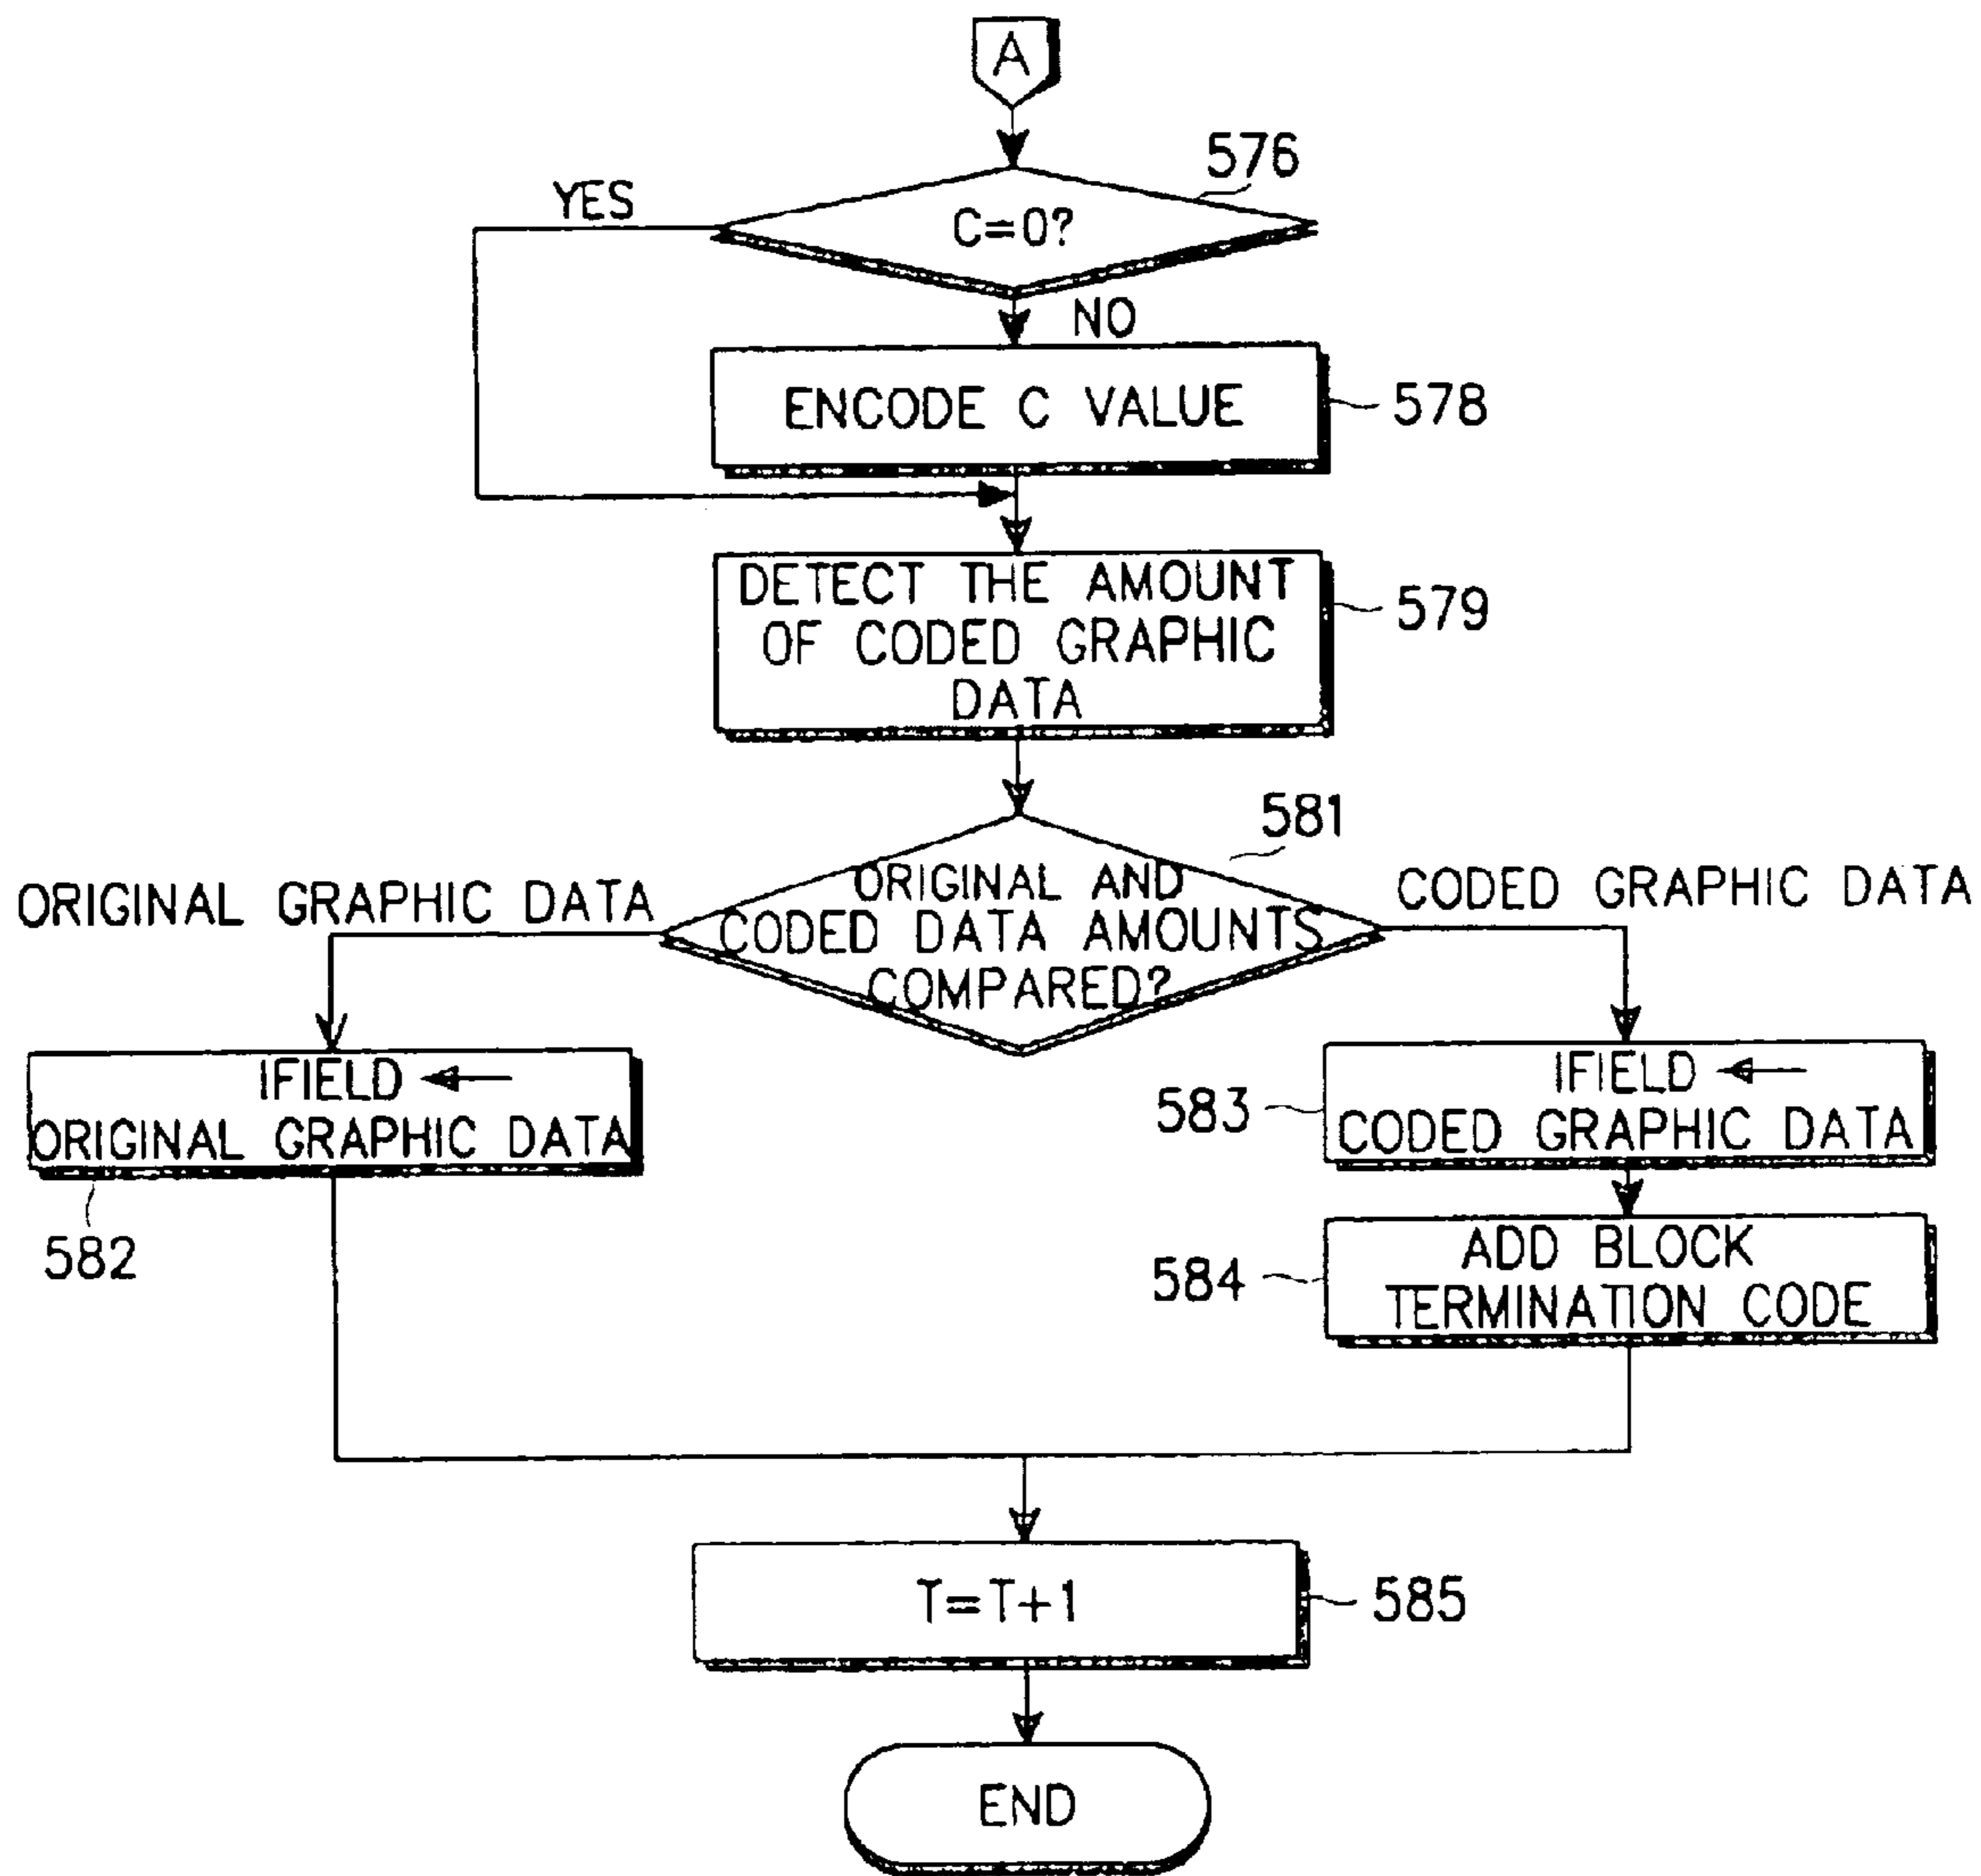 A
576
YES
C=0?
NO
ENCODE C VALUE
578
DETECT THE AMOUNT
OF CODED GRAPHIC
DATA
579
581
ORIGINAL GRAPHIC DATA
ORIGINAL AND
CODED DATA AMOUNTS
COMPARED?
CODED GRAPHIC DATA
IFIELD ←
ORIGINAL GRAPHIC DATA
582
583
IFIELD ←
CODED GRAPHIC DATA
584
ADD BLOCK
TERMINATION CODE
T=T+1
585
END